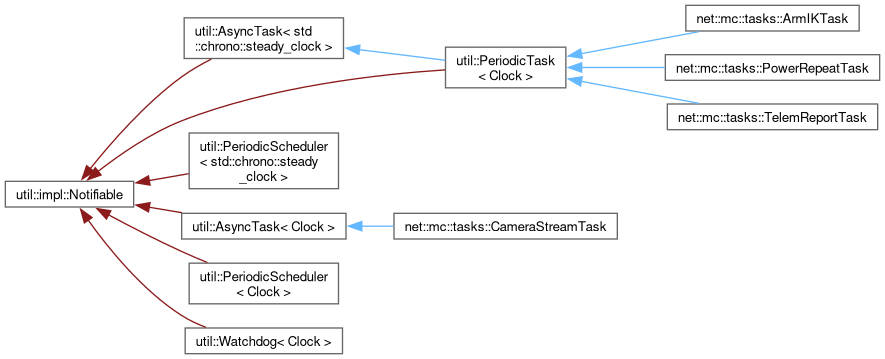 util::AsyncTask< std
::chrono::steady_clock >
net::mc::tasks::ArmIKTask
util::PeriodicTask
< Clock >
net::mc::tasks::PowerRepeatTask
net::mc::tasks::TelemReportTask
util::PeriodicScheduler
< std::chrono::steady
_clock >
util::impl::Notifiable
util::AsyncTask< Clock >
net::mc::tasks::CameraStreamTask
util::PeriodicScheduler
< Clock >
util::Watchdog< Clock >